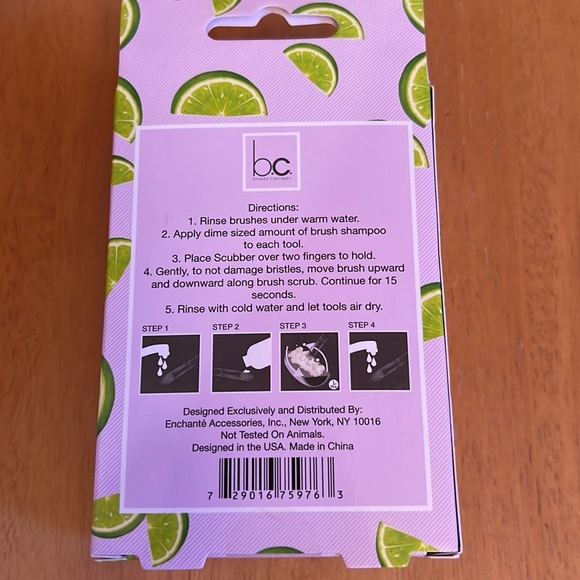 b.c.
beauty concepts
Directions:
1. Rinse brushes under warm water.
2. Apply dime sized amount of brush shampoo
to each tool.
3. Place Scubber over two fingers to hold.
4. Gently, to not damage bristles, move brush upward
and downward along brush scrub. Continue for 15
seconds.
5. Rinse with cold water and let tools air dry.
STEP 1 STEP 2 STEP 3 STEP 4
Designed Exclusively and Distributed By:
Enchanté Accessories, Inc., New York, NY 10016
Not Tested On Animals.
Designed in the USA. Made in China
7 29016 75976 3